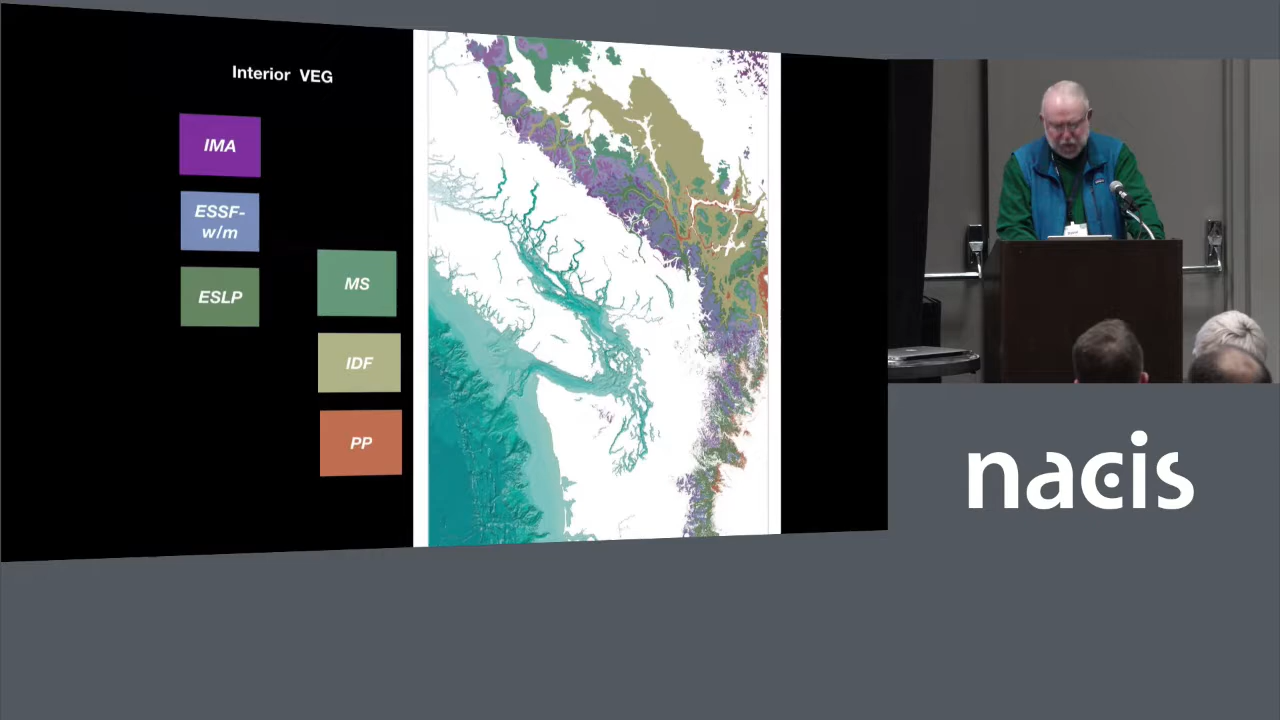 Interior VEG
IMA
ESSF-
w/m
ESLP
MS
IDF
PP
nacis